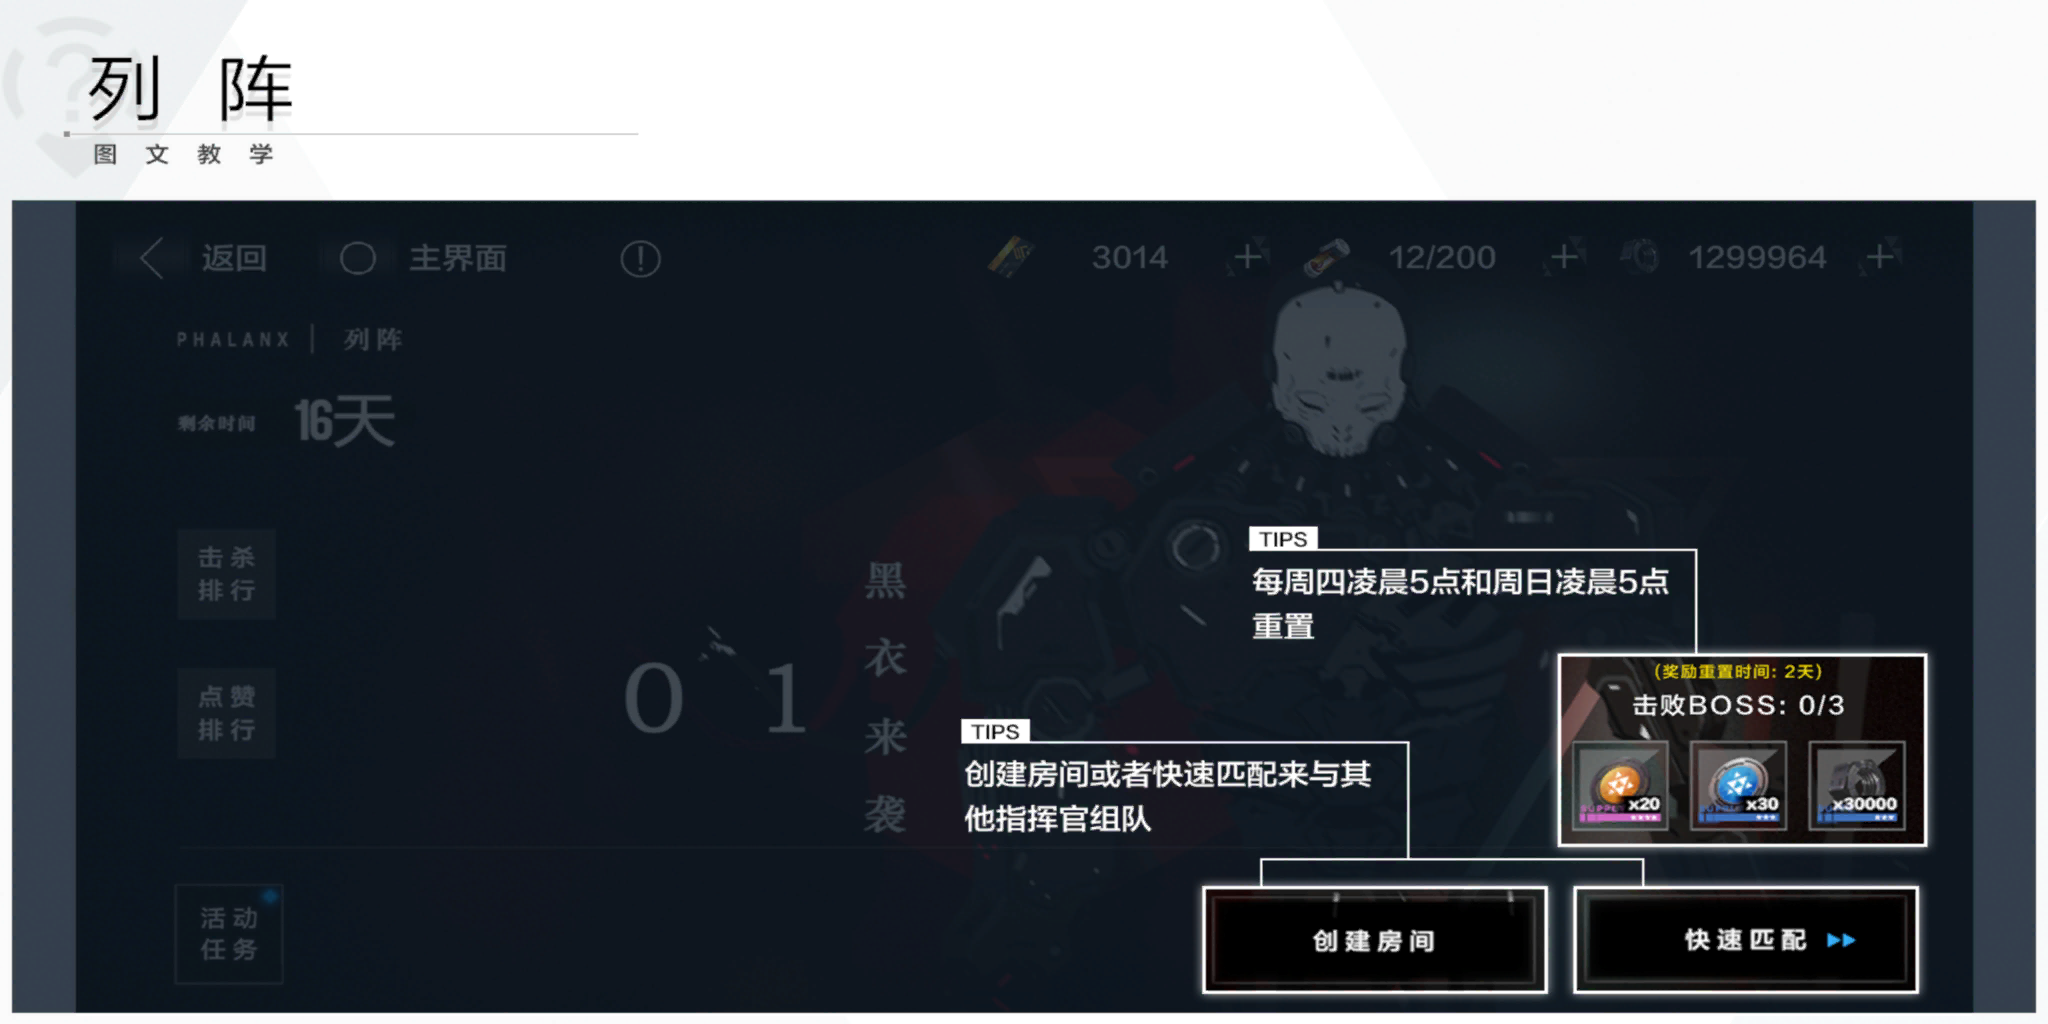 列 阵
图 文 教 学
返回
主界面
3014
12/200
1299964
PHALANX | 列阵
剩余时间 16天
击杀
排行
点赞
排行
活动
任务
01
黑衣来袭
TIPS
每周四凌晨5点和周日凌晨5点
重置
(奖励重置时间: 2天)
击败BOSS: 0/3
x20
x30
x30000
TIPS
创建房间或者快速匹配来与其
他指挥官组队
创建房间
快速匹配